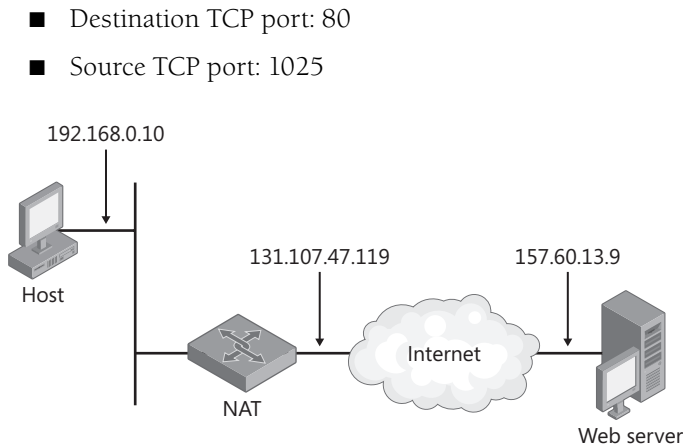 ■ Destination TCP port: 80
■ Source TCP port: 1025
192.168.0.10
131.107.47.119
157.60.13.9
Host
Internet
NAT
Web server